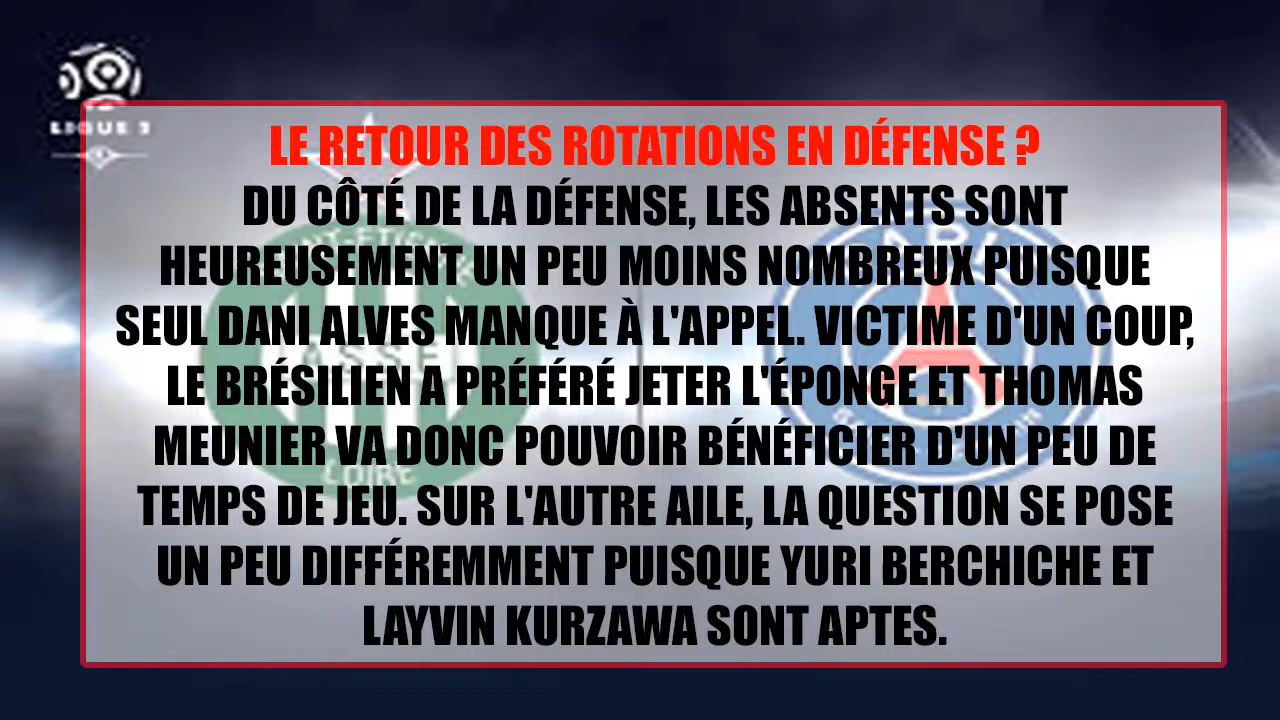 LIGUE 1
LE RETOUR DES ROTATIONS EN DÉFENSE ?
DU CÔTÉ DE LA DÉFENSE, LES ABSENTS SONT
HEUREUSEMENT UN PEU MOINS NOMBREUX PUISQUE
SEUL DANI ALVES MANQUE À L'APPEL. VICTIME D'UN COUP,
LE BRÉSILIEN A PRÉFÉRÉ JETER L'ÉPONGE ET THOMAS
MEUNIER VA DONC POUVOIR BÉNÉFICIER D'UN PEU DE
TEMPS DE JEU. SUR L'AUTRE AILE, LA QUESTION SE POSE
UN PEU DIFFÉREMMENT PUISQUE YURI BERCHICHE ET
LAYVIN KURZAWA SONT APTES.
LOIRE